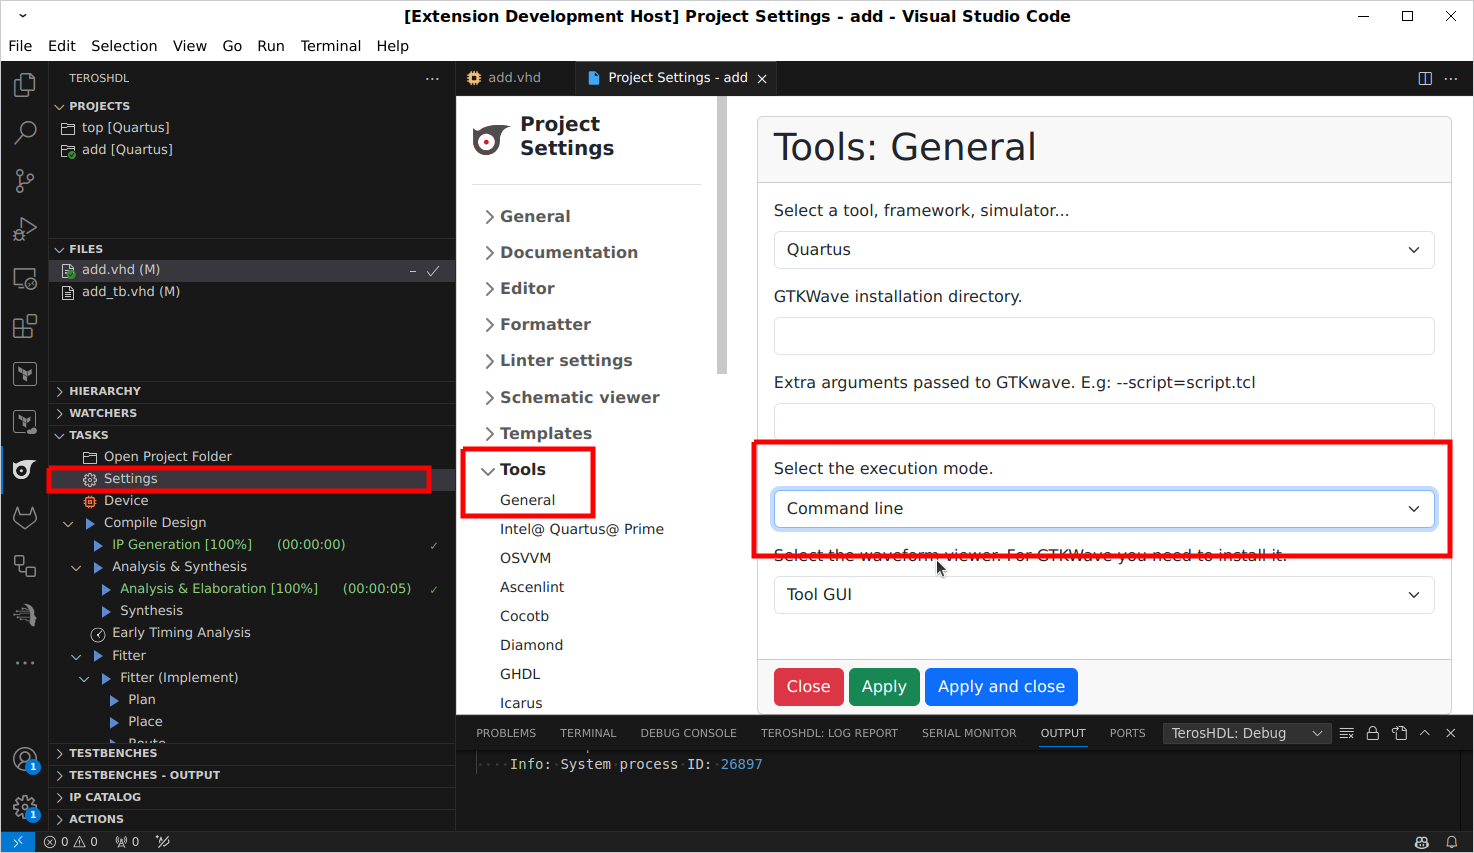 [Extension Development Host] Project Settings - add - Visual Studio Code
File Edit Selection View Go Run Terminal Help
TEROSHDL
PROJECTS
top [Quartus]
add [Quartus]
FILES
add.vhd (M)
add_tb.vhd (M)
HIERARCHY
WATCHERS
TASKS
Open Project Folder
Settings
Device
Compile Design
IP Generation [100%] (00:00:00) ✓
Analysis & Synthesis
Analysis & Elaboration [100%] (00:00:05) ✓
Synthesis
Early Timing Analysis
Fitter
Fitter (Implement)
Plan
Place
Route
TESTBENCHES
TESTBENCHES - OUTPUT
IP CATALOG
ACTIONS
1
1
add.vhd
Project Settings - add
Project
Settings
General
Documentation
Editor
Formatter
Linter settings
Schematic viewer
Templates
Tools
General
Intel@ Quartus@ Prime
OSVVM
Ascenlint
Cocotb
Diamond
GHDL
Icarus
Tools: General
Select a tool, framework, simulator...
Quartus
GTKWave installation directory.
Extra arguments passed to GTKwave. E.g: --script=script.tcl
Select the execution mode.
Command line
Select the waveform viewer. For GTKWave you need to install it.
Tool GUI
Close Apply Apply and close
PROBLEMS TERMINAL DEBUG CONSOLE TEROSHDL: LOG REPORT SERIAL MONITOR OUTPUT PORTS TerosHDL: Debug
Info: System process ID: 26897
0 0 0